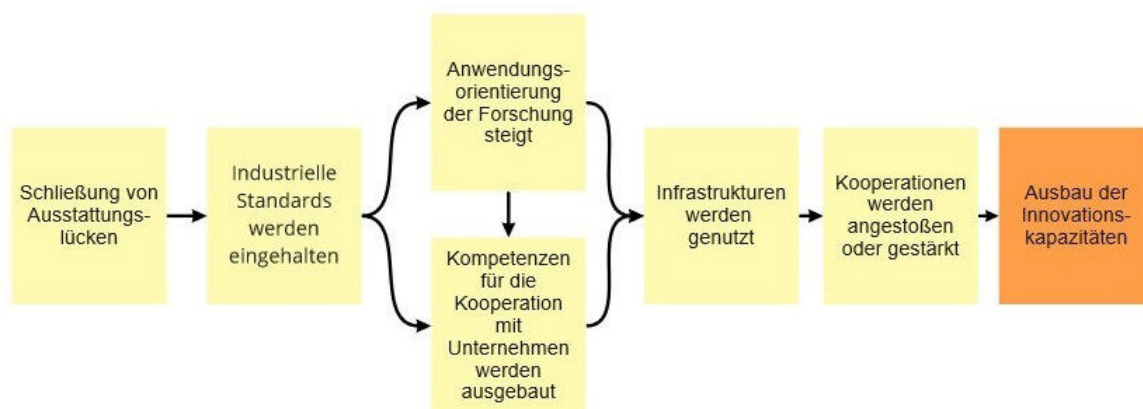 Schließung von
Ausstattungs-
lücken
Industrielle
Standards
werden
eingehalten
Anwendungs-
orientierung
der Forschung
steigt
Kompetenzen
für die
Kooperation
mit
Unternehmen
werden
ausgebaut
Infrastrukturen
werden
genutzt
Kooperationen
werden
angestoßen
oder gestärkt
Ausbau der
Innovations-
kapazitäten